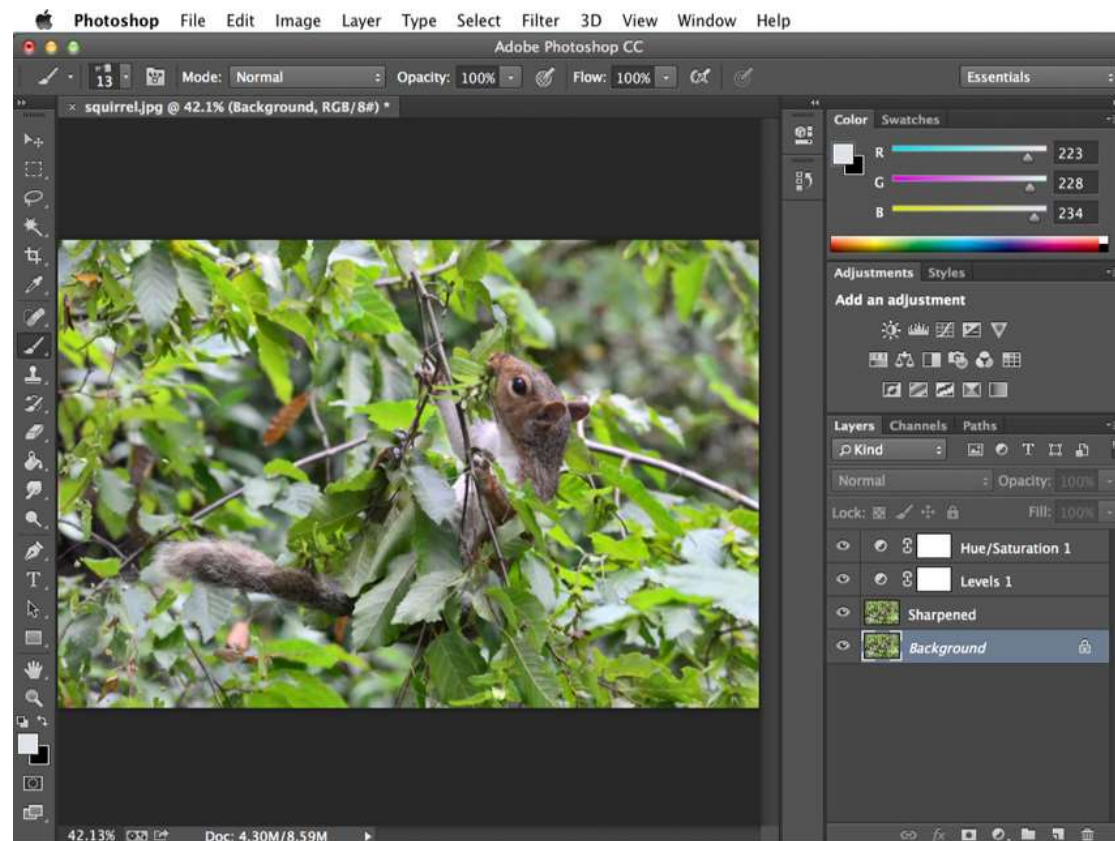 Photoshop File Edit Image Layer Type Select Filter 3D View Window Help
Adobe Photoshop CC
13 Mode: Normal Opacity: 100% Flow: 100% Essentials
× squirrel.jpg @ 42.1% (Background, RGB/8#) *
Color Swatches
R 223
G 228
B 234
Adjustments Styles
Add an adjustment
Layers Channels Paths
Kind T
Normal Opacity: 100%
Lock: Fill: 100%
Hue/Saturation 1
Levels 1
Sharpened
Background
T
42.13% Doc: 4.30M/8.59M
fx